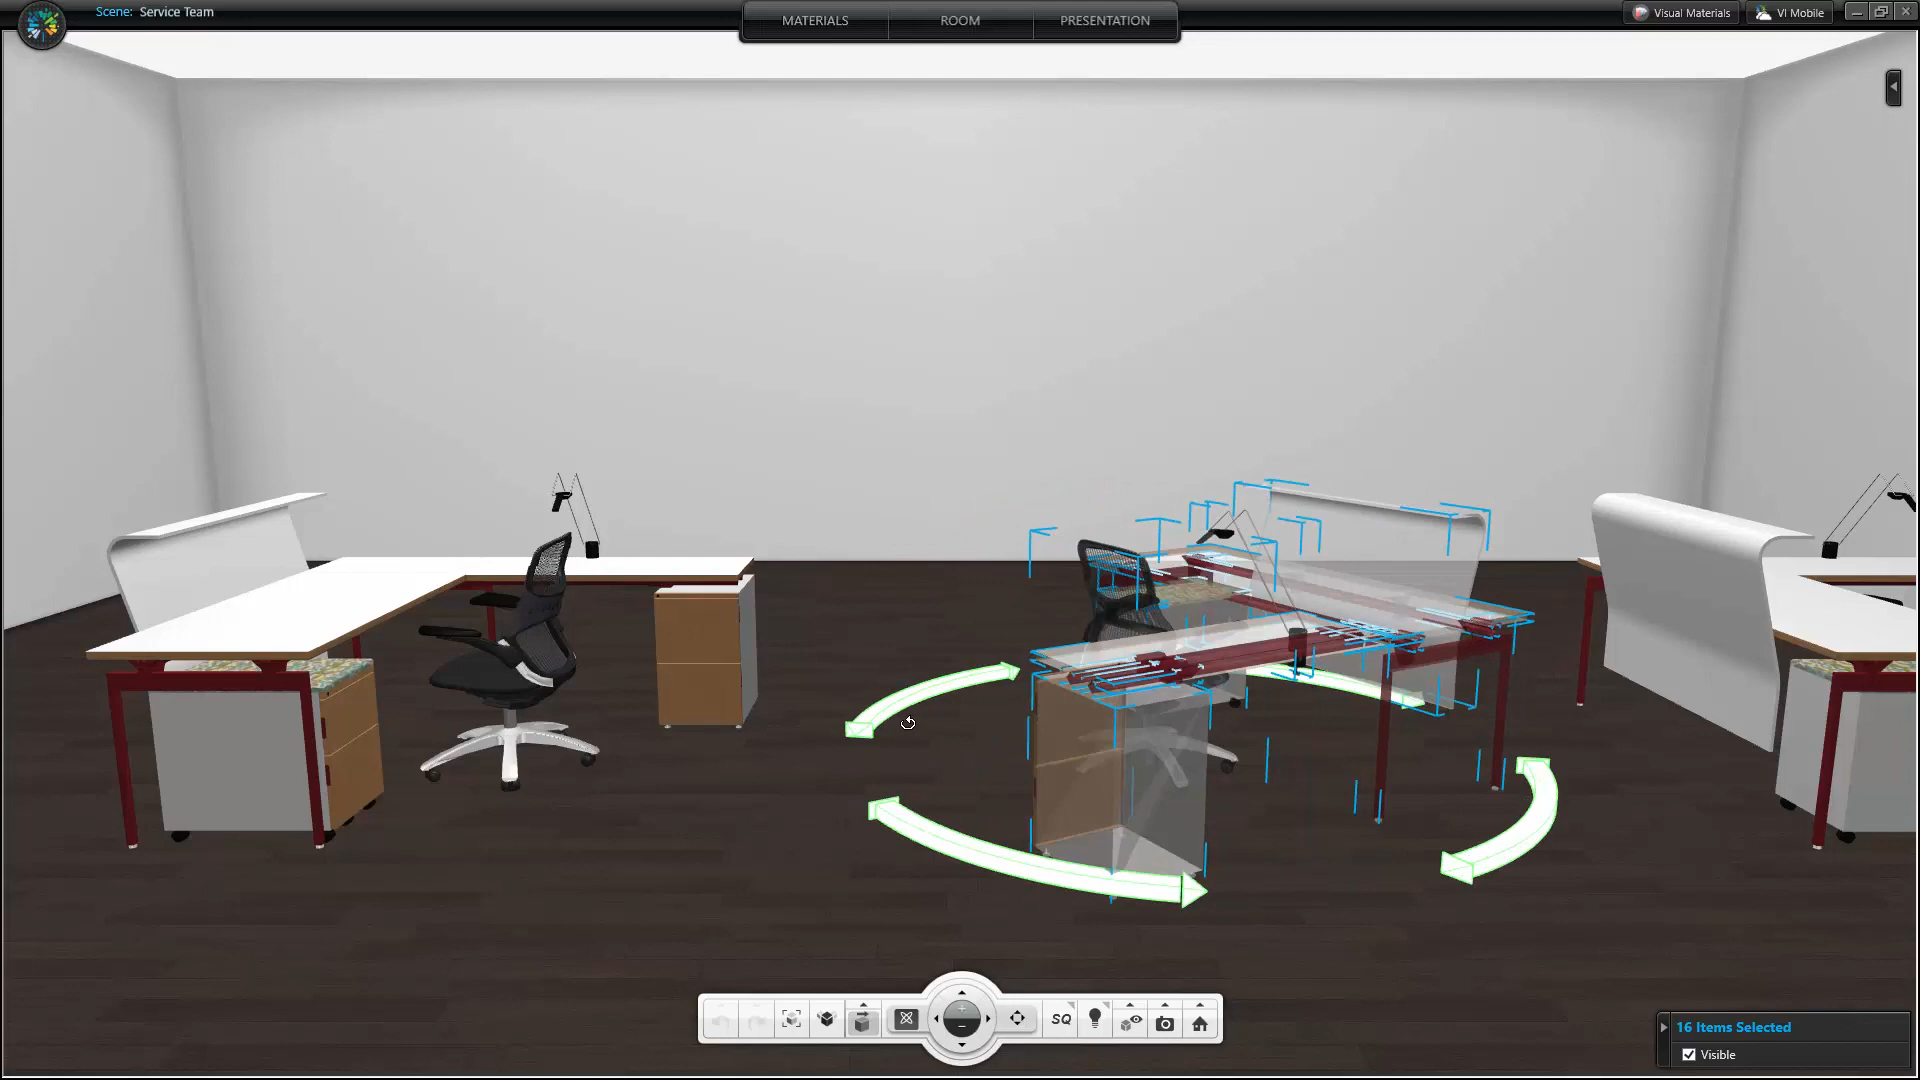 Scene: Service Team
MATERIALS
ROOM
PRESENTATION
Visual Materials
VI Mobile
SQ
16 Items Selected
Visible